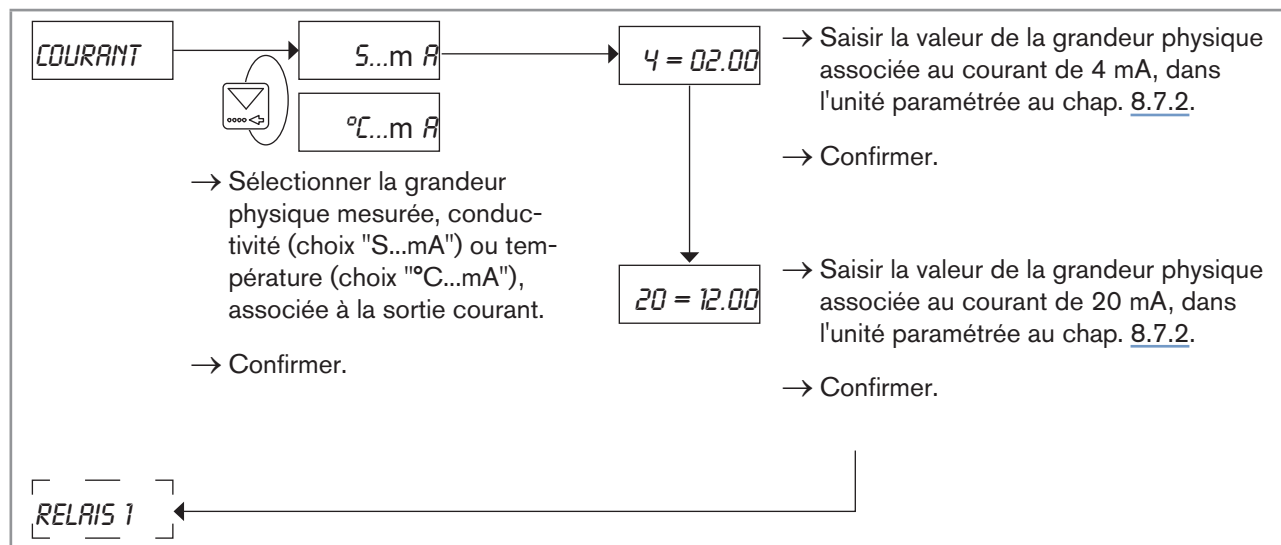 COURANT
S...m A
°C...m A
→ Sélectionner la grandeur
physique mesurée, conduc-
tivité (choix "S...mA") ou tem-
pérature (choix "°C...mA"),
associée à la sortie courant.
→ Confirmer.
4 = 02.00
→ Saisir la valeur de la grandeur physique
associée au courant de 4 mA, dans
l'unité paramétrée au chap. 8.7.2.
→ Confirmer.
20 = 12.00
→ Saisir la valeur de la grandeur physique
associée au courant de 20 mA, dans
l'unité paramétrée au chap. 8.7.2.
→ Confirmer.
RELAIS 1